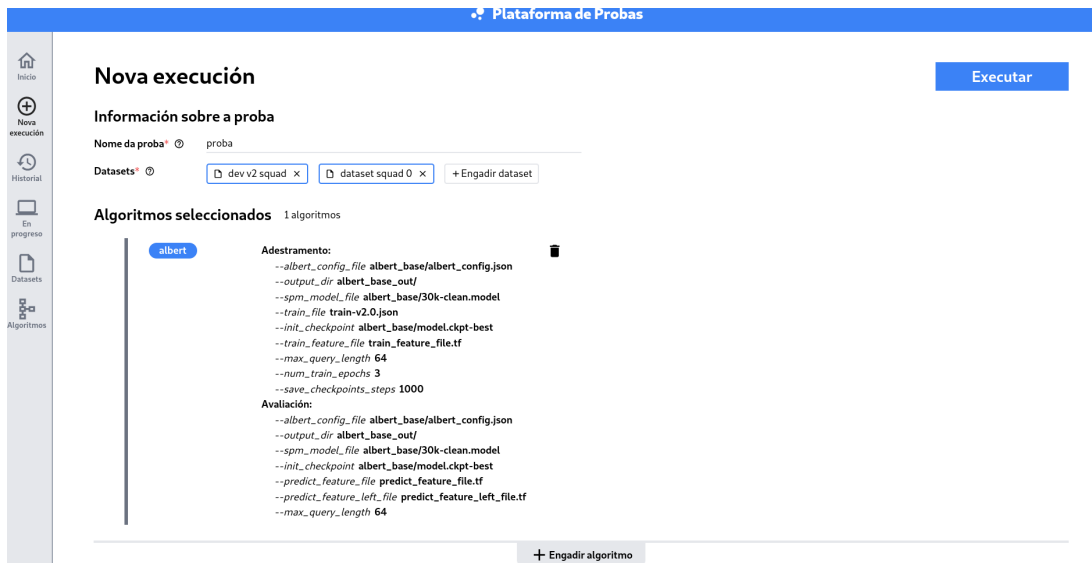 Plataforma de Probas
Inicio
Nova
execución
Historial
En
progreso
Datasets
Algoritmos
Nova execución
Executar
Información sobre a proba
Nome da proba* proba
Datasets* dev v2 squad × dataset squad 0 × + Engadir dataset
Algoritmos seleccionados 1 algoritmos
albert
Adestramento:
--albert_config_file albert_base/albert_config.json
--output_dir albert_base_out/
--spm_model_file albert_base/30k-clean.model
--train_file train-v2.0.json
--init_checkpoint albert_base/model.ckpt-best
--train_feature_file train_feature_file.tf
--max_query_length 64
--num_train_epochs 3
--save_checkpoints_steps 1000
Avaliación:
--albert_config_file albert_base/albert_config.json
--output_dir albert_base_out/
--spm_model_file albert_base/30k-clean.model
--init_checkpoint albert_base/model.ckpt-best
--predict_feature_file predict_feature_file.tf
--predict_feature_left_file predict_feature_left_file.tf
--max_query_length 64
+ Engadir algoritmo